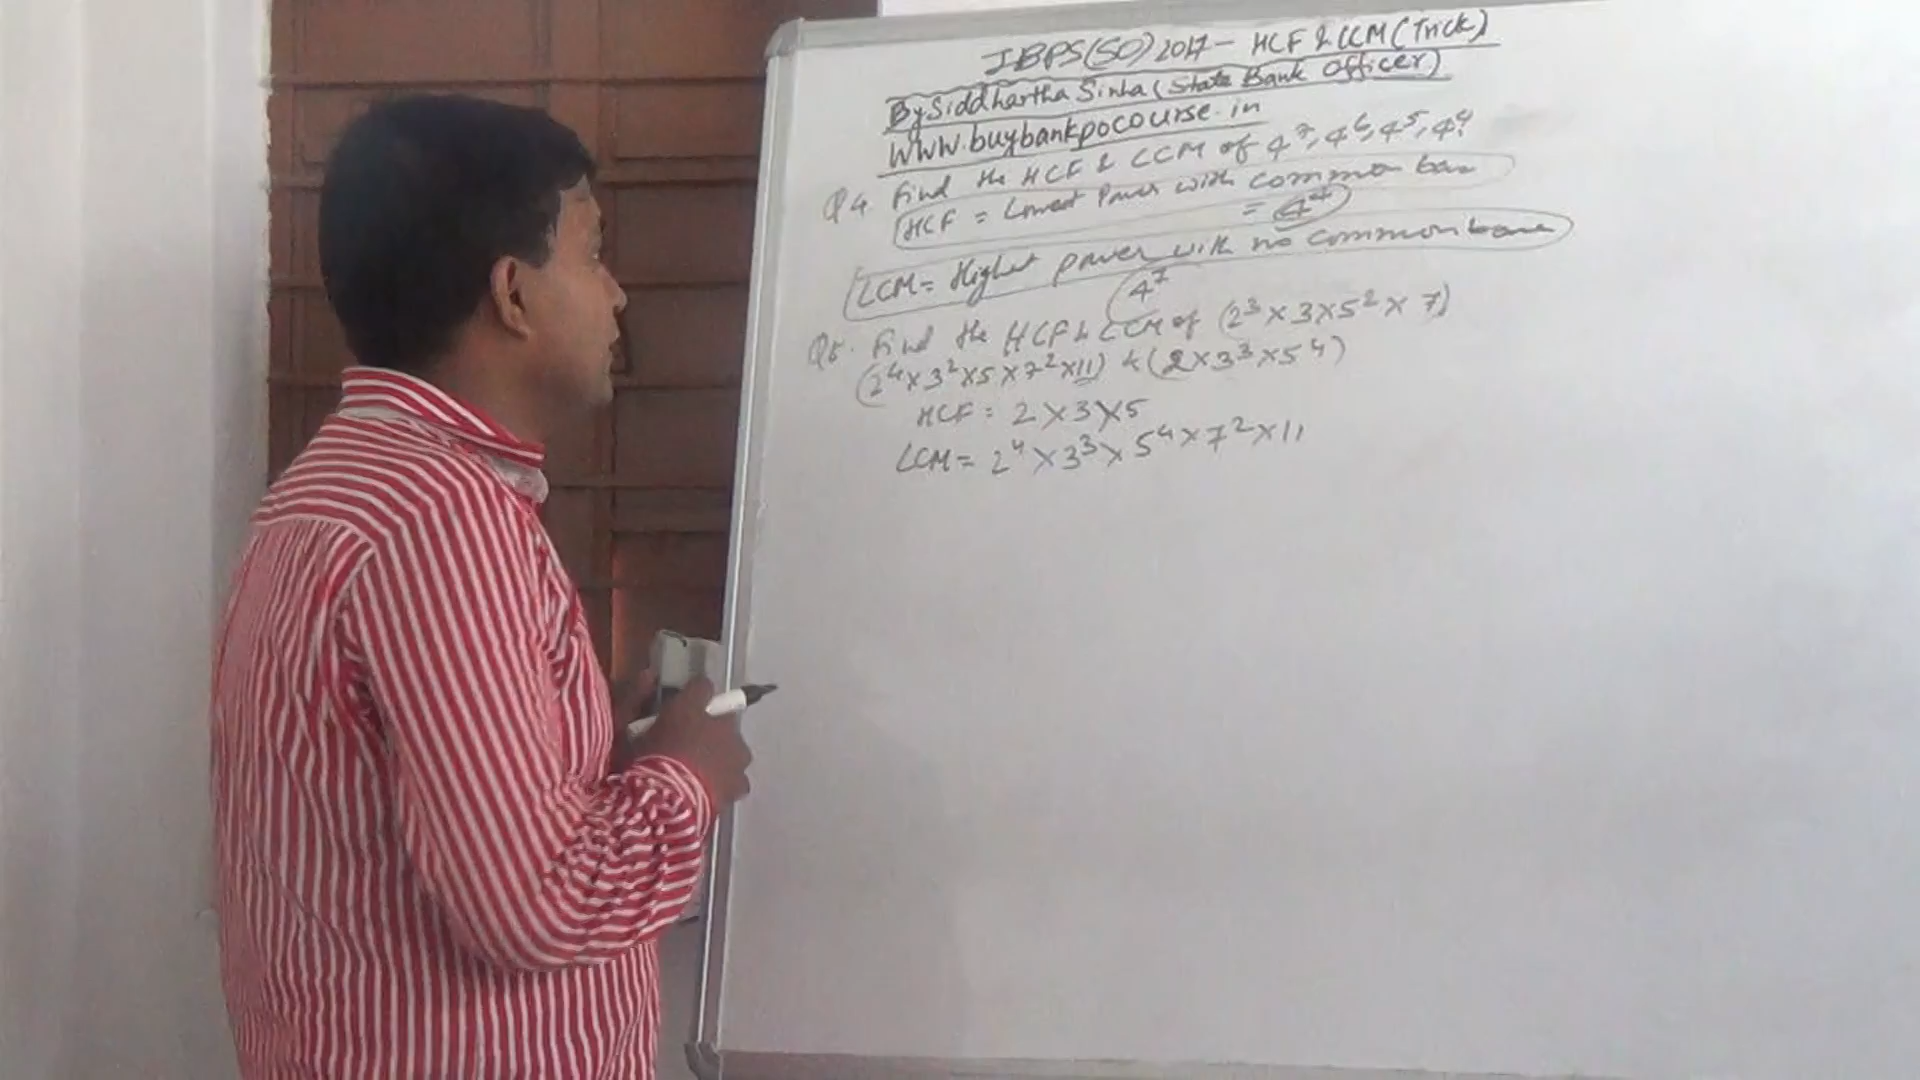 IBPS(SO) 2017 - HCF & LCM (Trick)
By Siddhartha Sinha (State Bank Officer)
www.buybankpocourse.in
Q4. Find the HCF & LCM of 4⁷, 4⁶, 4⁵, 4⁴?
HCF = Lowest Power with common base
= 4⁴
LCM = Highest power with no common base
4⁷
Q5. Find the HCF & LCM of (2³ × 3 × 5² × 7)
(2⁴ × 3² × 5 × 7² × 11) & (2 × 3³ × 5⁴)
HCF = 2 × 3 × 5
LCM = 2⁴ × 3³ × 5⁴ × 7² × 11